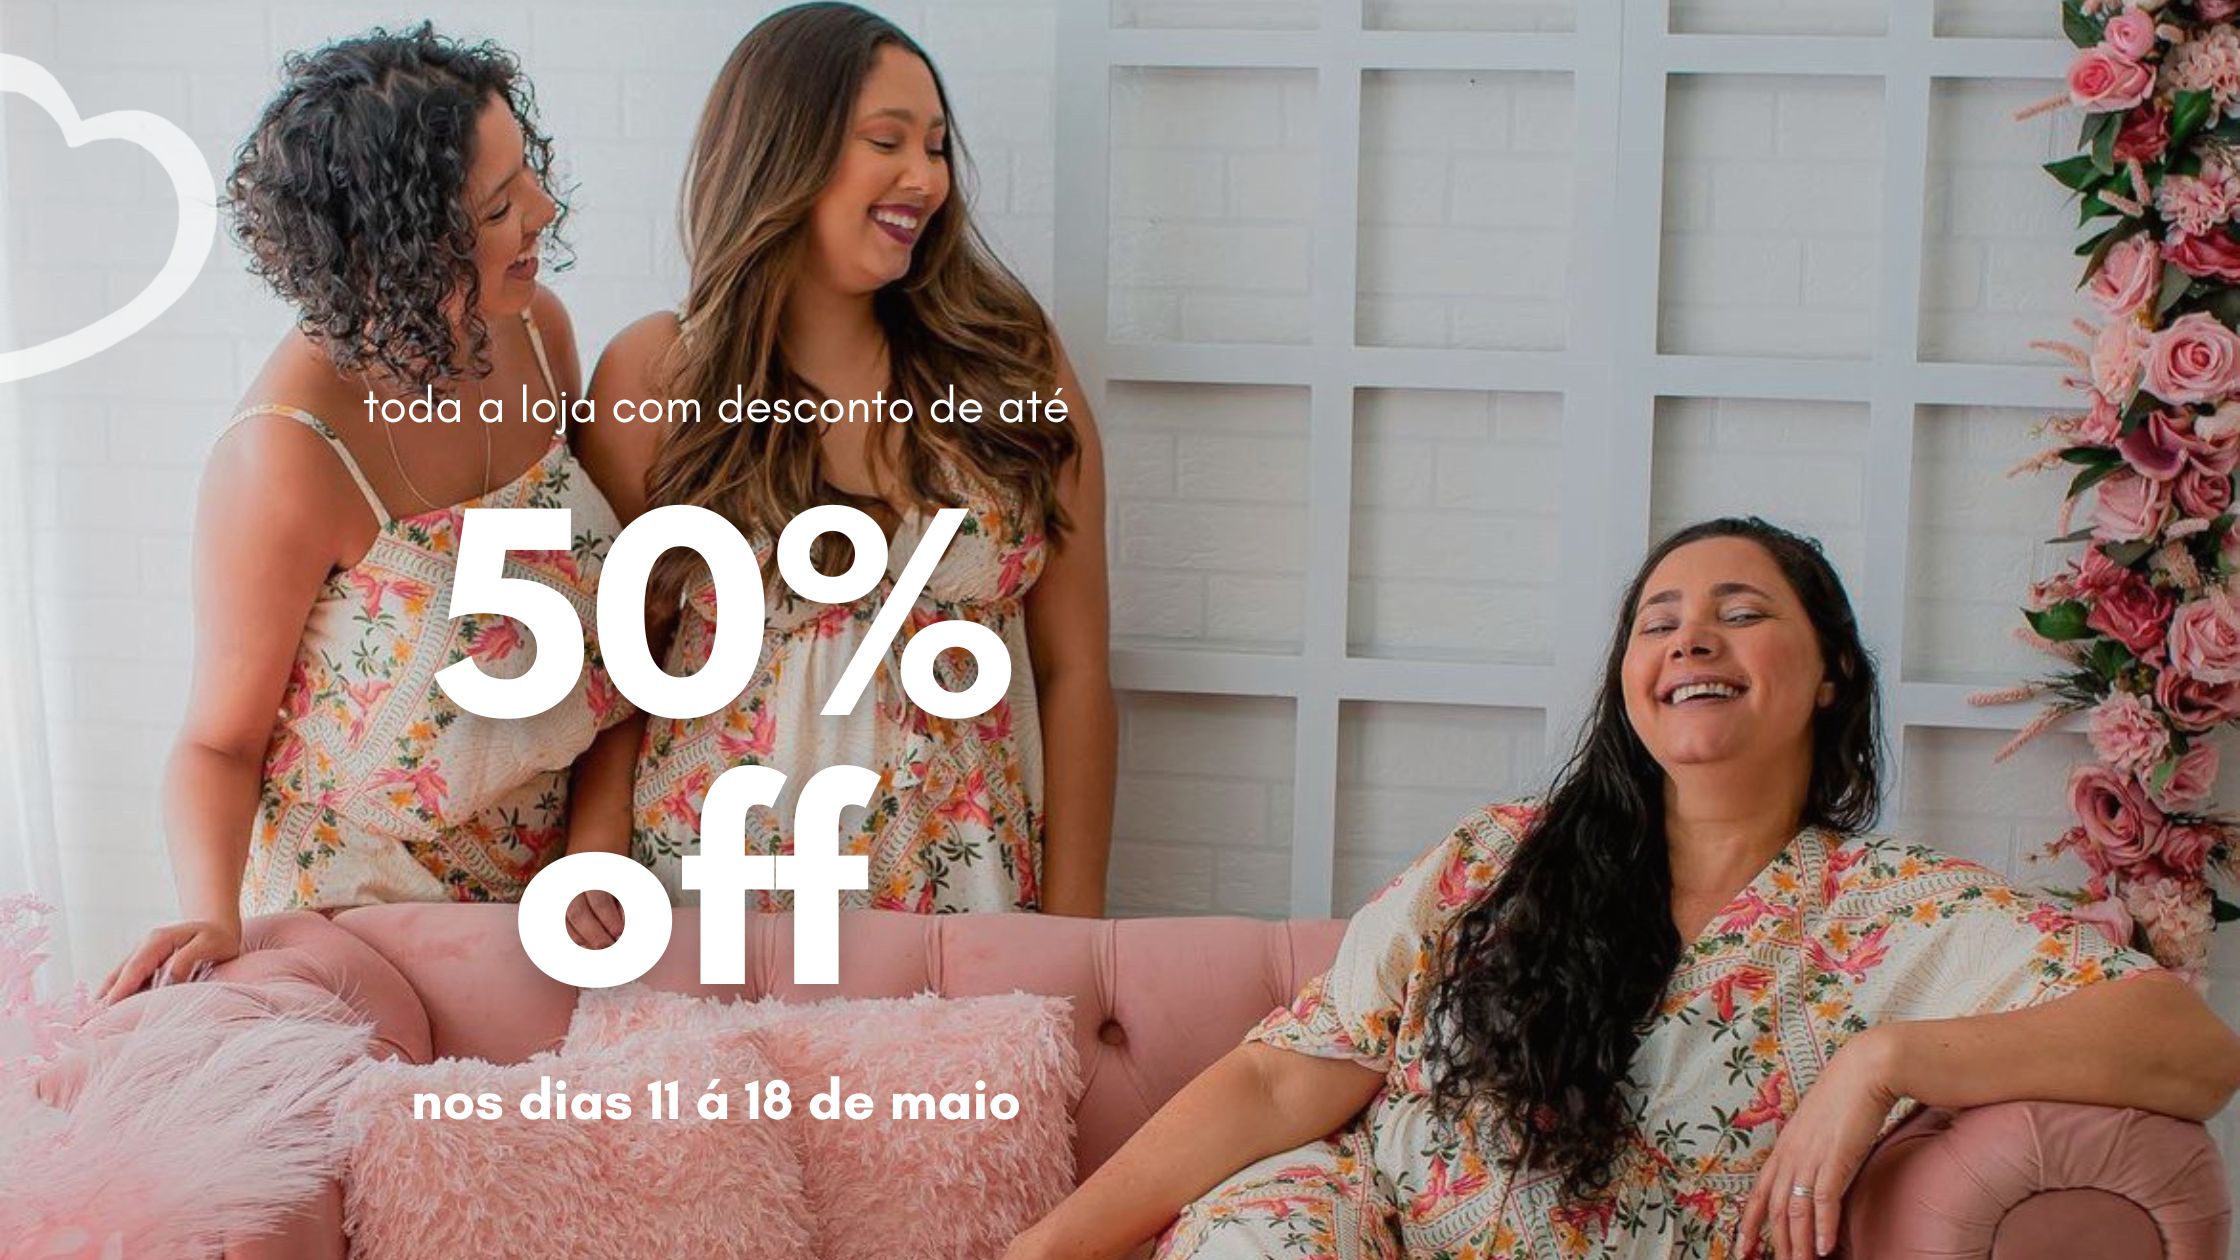 toda a loja com desconto de até
50%
off
nos dias 11 á 18 de maio